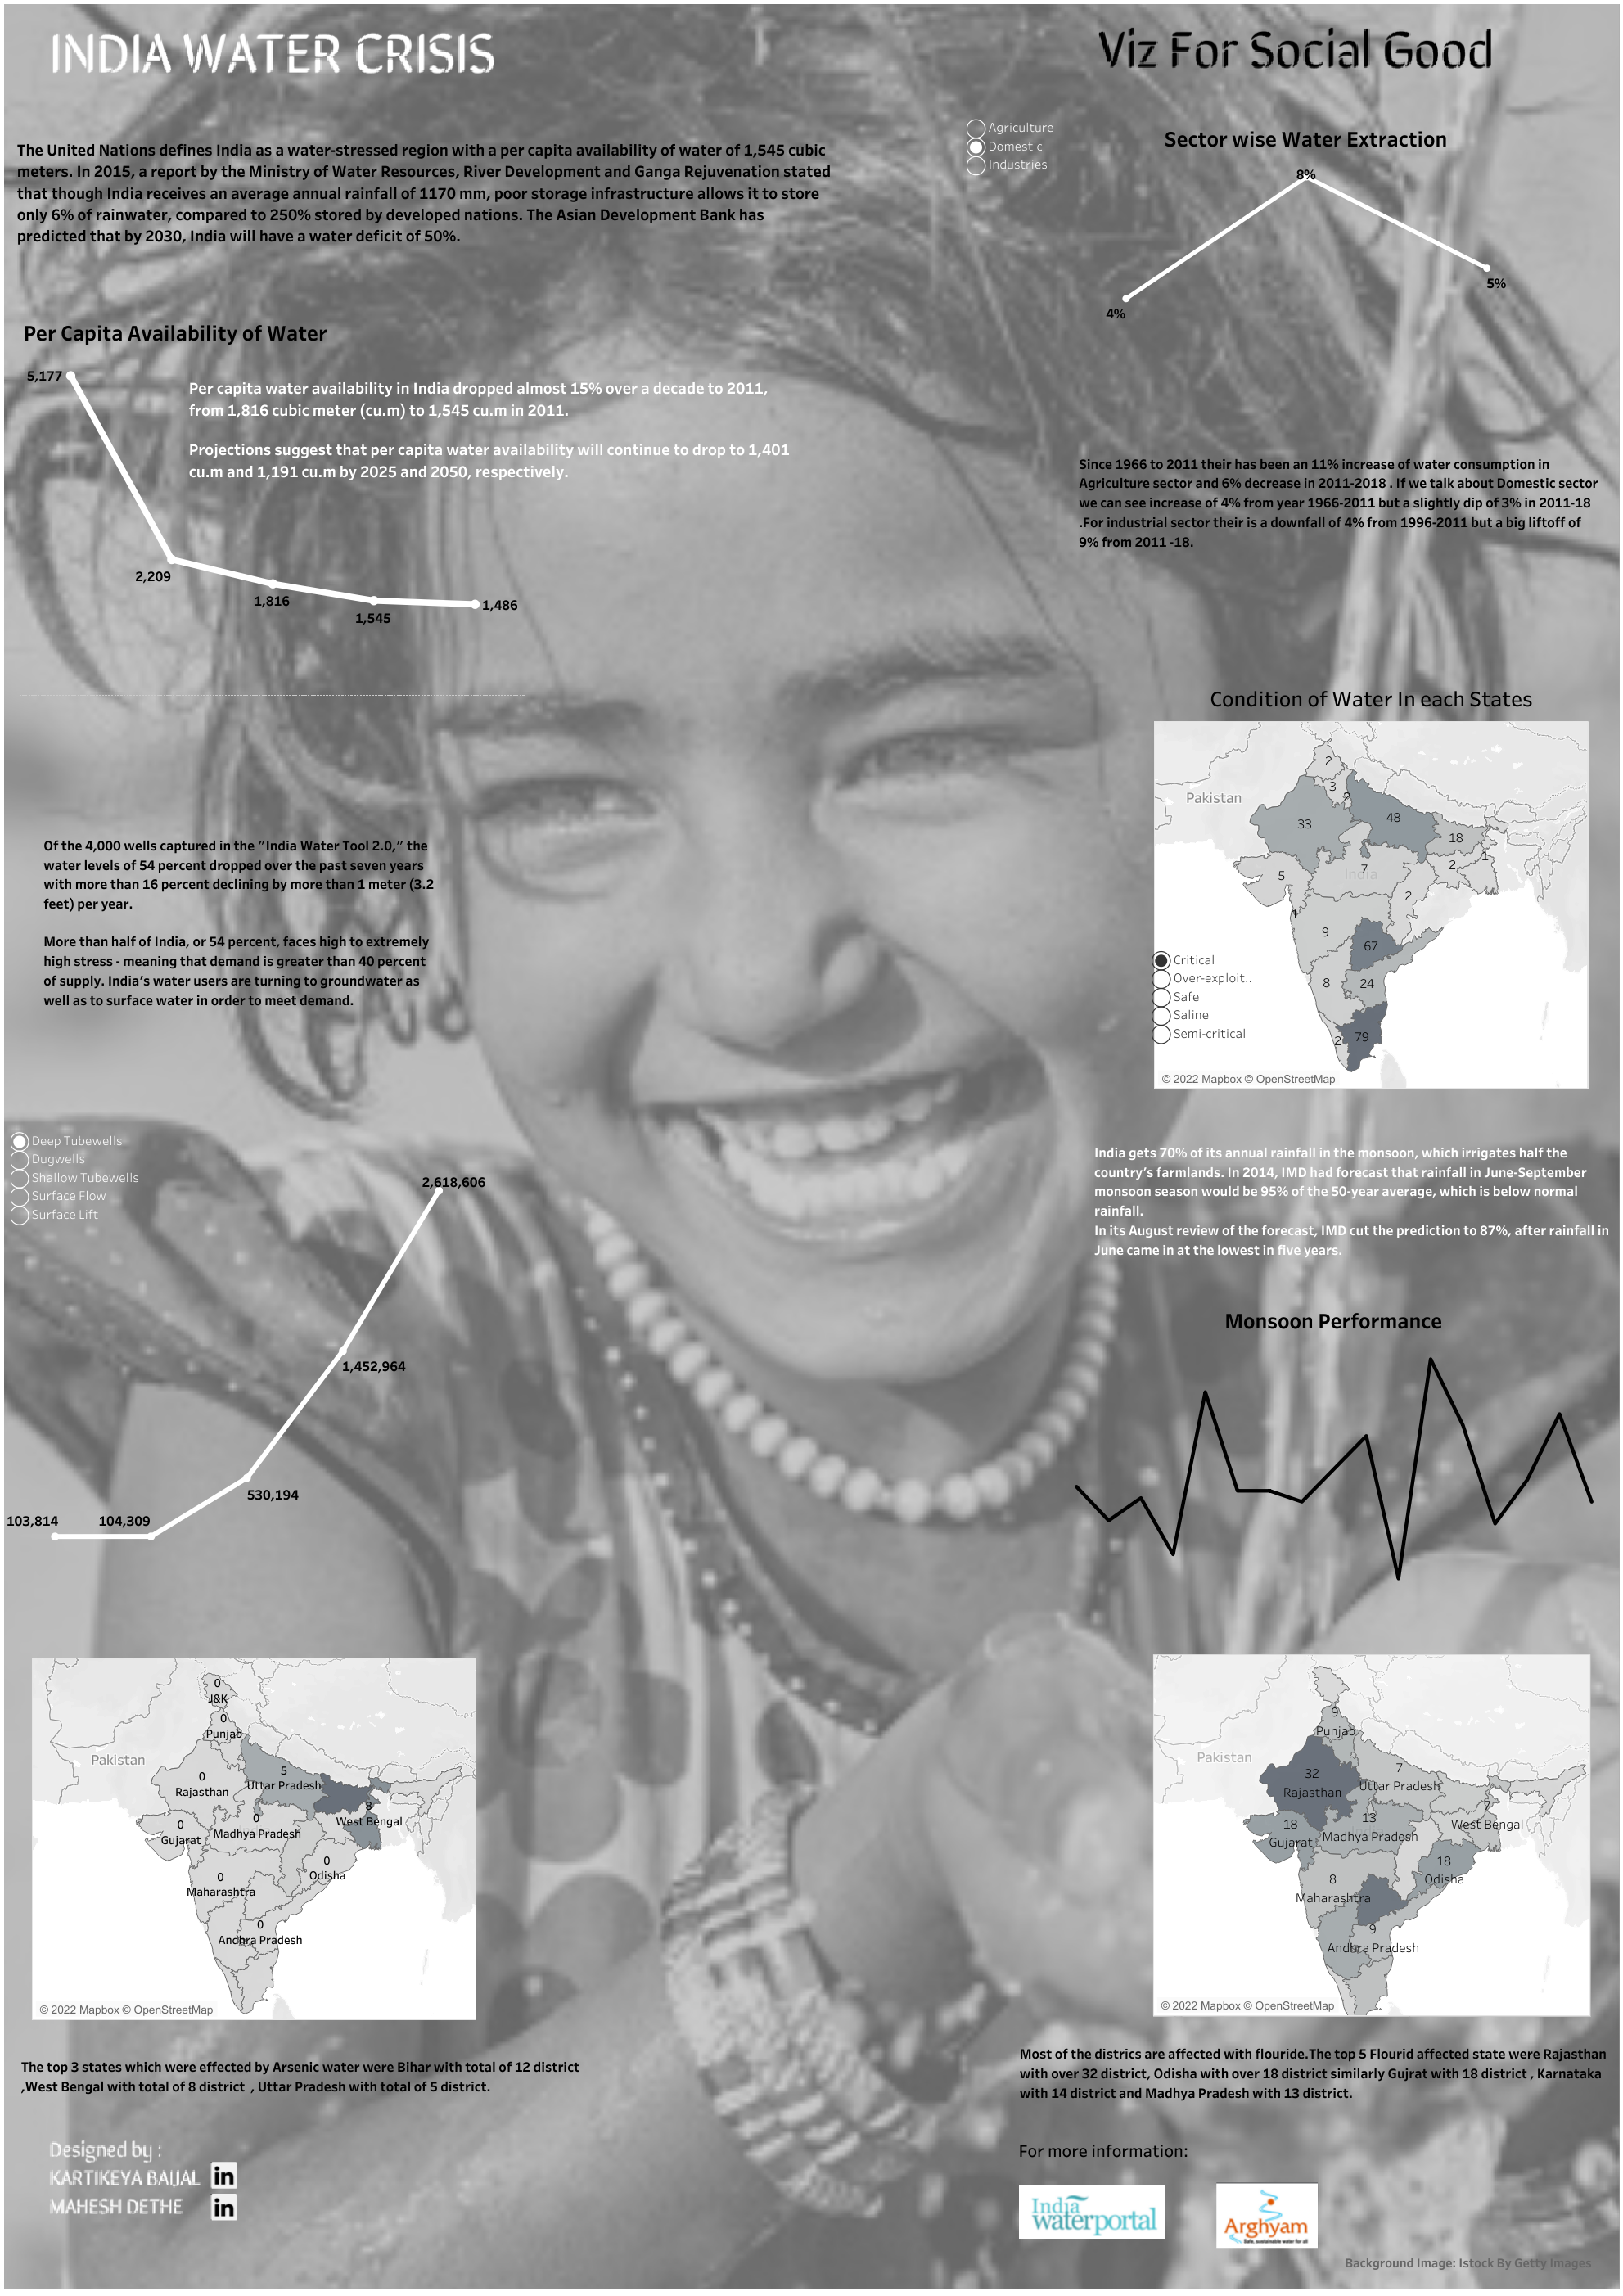 INDIA WATER CRISIS
Viz For Social Good
The United Nations defines India as a water-stressed region with a per capita availability of water of 1,545 cubic
meters. In 2015, a report by the Ministry of Water Resources, River Development and Ganga Rejuvenation stated
that though India receives an average annual rainfall of 1170 mm, poor storage infrastructure allows it to store
only 6% of rainwater, compared to 250% stored by developed nations. The Asian Development Bank has
predicted that by 2030, India will have a water deficit of 50%.
Agriculture
Domestic
Industries
Sector wise Water Extraction
8%
5%
4%
Per Capita Availability of Water
5,177
2,209
1,816
1,545
1,486
Per capita water availability in India dropped almost 15% over a decade to 2011,
from 1,816 cubic meter (cu.m) to 1,545 cu.m in 2011.
Projections suggest that per capita water availability will continue to drop to 1,401
cu.m and 1,191 cu.m by 2025 and 2050, respectively.
Since 1966 to 2011 their has been an 11% increase of water consumption in
Agriculture sector and 6% decrease in 2011-2018 . If we talk about Domestic sector
we can see increase of 4% from year 1966-2011 but a slightly dip of 3% in 2011-18
.For industrial sector their is a downfall of 4% from 1996-2011 but a big liftoff of
9% from 2011 -18.
Condition of Water In each States
2
3
2
Pakistan
33
48
18
1
2
7
India
5
2
1
9
67
8
24
2
79
Critical
Over-exploit..
Safe
Saline
Semi-critical
© 2022 Mapbox © OpenStreetMap
Of the 4,000 wells captured in the "India Water Tool 2.0," the
water levels of 54 percent dropped over the past seven years
with more than 16 percent declining by more than 1 meter (3.2
feet) per year.
More than half of India, or 54 percent, faces high to extremely
high stress - meaning that demand is greater than 40 percent
of supply. India's water users are turning to groundwater as
well as to surface water in order to meet demand.
Deep Tubewells
Dugwells
Shallow Tubewells
Surface Flow
Surface Lift
2,618,606
1,452,964
530,194
103,814
104,309
India gets 70% of its annual rainfall in the monsoon, which irrigates half the
country's farmlands. In 2014, IMD had forecast that rainfall in June-September
monsoon season would be 95% of the 50-year average, which is below normal
rainfall.
In its August review of the forecast, IMD cut the prediction to 87%, after rainfall in
June came in at the lowest in five years.
Monsoon Performance
0
J&K
0
Punjab
Pakistan
0
Rajasthan
5
Uttar Pradesh
8
West Bengal
0
Gujarat
0
Madhya Pradesh
0
Odisha
0
Maharashtra
0
Andhra Pradesh
© 2022 Mapbox © OpenStreetMap
9
Punjab
Pakistan
32
Rajasthan
7
Uttar Pradesh
7
West Bengal
18
Gujarat
13
Madhya Pradesh
18
Odisha
8
Maharashtra
9
Andhra Pradesh
© 2022 Mapbox © OpenStreetMap
The top 3 states which were effected by Arsenic water were Bihar with total of 12 district
,West Bengal with total of 8 district , Uttar Pradesh with total of 5 district.
Most of the districs are affected with flouride.The top 5 Flourid affected state were Rajasthan
with over 32 district, Odisha with over 18 district similarly Gujrat with 18 district , Karnataka
with 14 district and Madhya Pradesh with 13 district.
Designed by :
KARTIKEYA BAIJAL in
MAHESH DETHE in
For more information:
India
waterportal
Arghyam
Safe, sustainable water for all
Background Image: Istock By Getty Images